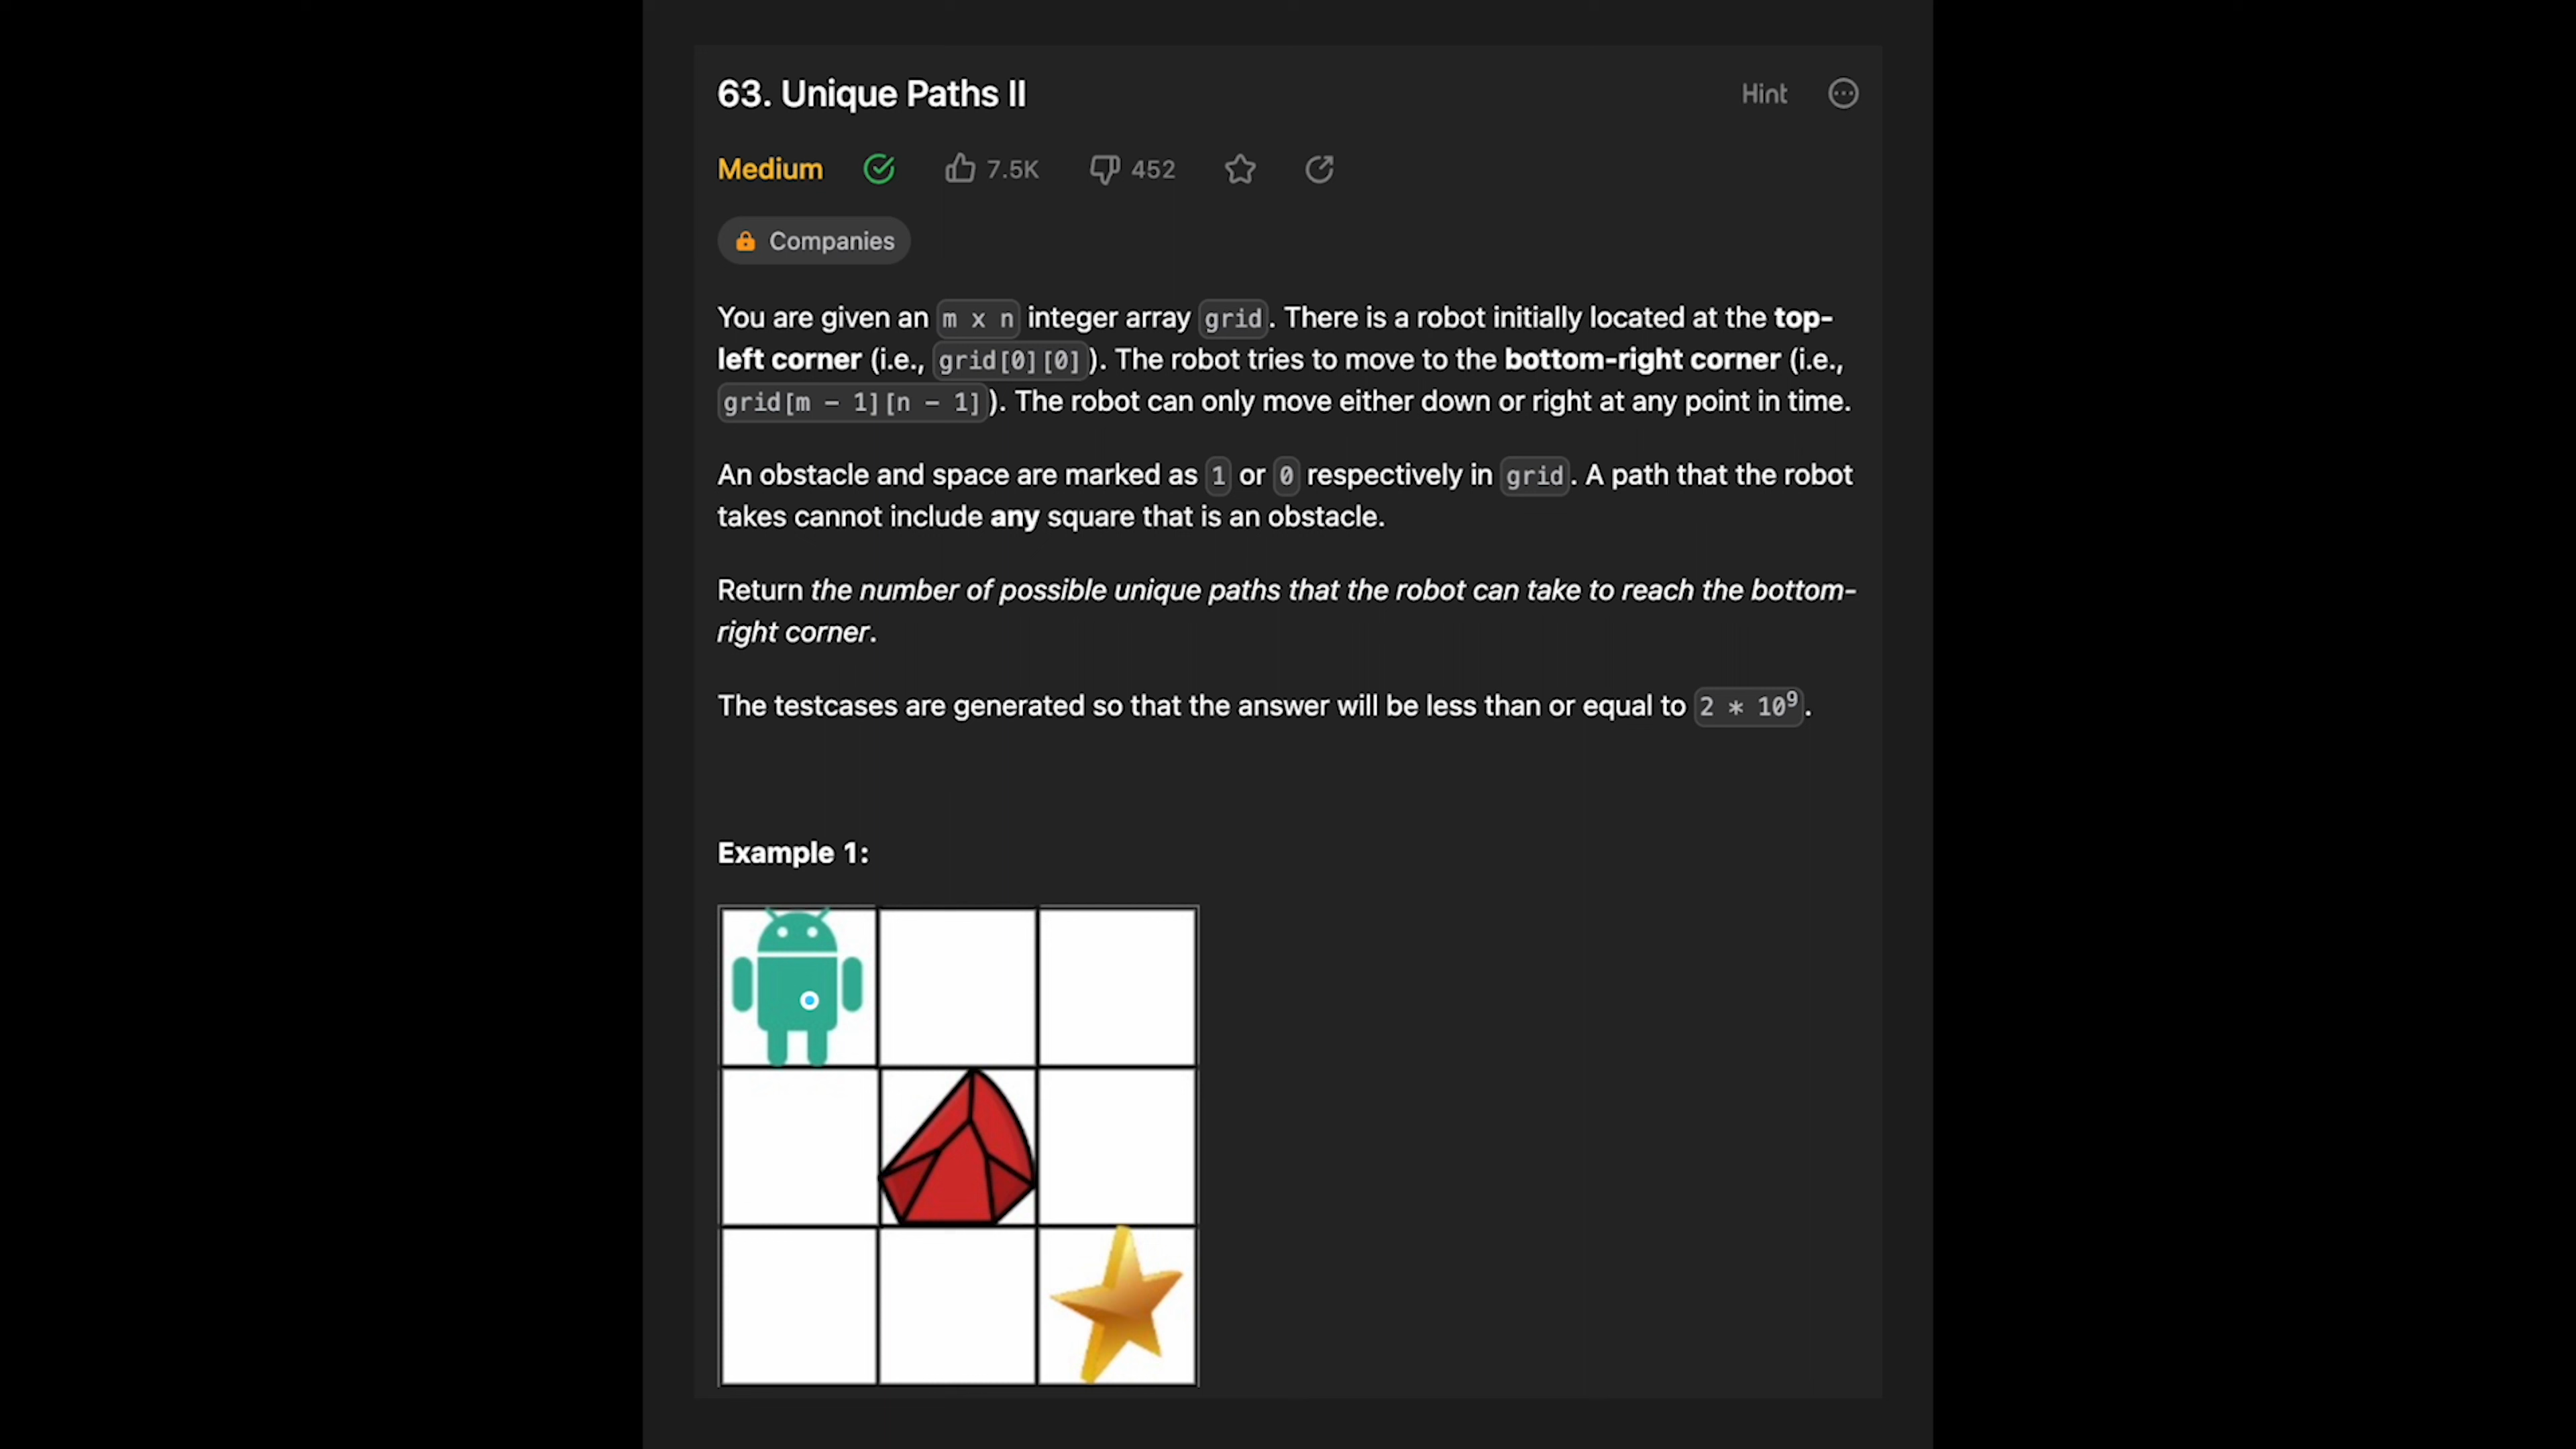 63. Unique Paths II
Hint
Medium
7.5K
452
Companies
You are given an m x n integer array grid. There is a robot initially located at the top-
left corner (i.e., grid[0][0]). The robot tries to move to the bottom-right corner (i.e.,
grid[m - 1][n - 1]). The robot can only move either down or right at any point in time.
An obstacle and space are marked as 1 or 0 respectively in grid. A path that the robot
takes cannot include any square that is an obstacle.
Return the number of possible unique paths that the robot can take to reach the bottom-
right corner.
The testcases are generated so that the answer will be less than or equal to 2 * 10⁹.
Example 1: